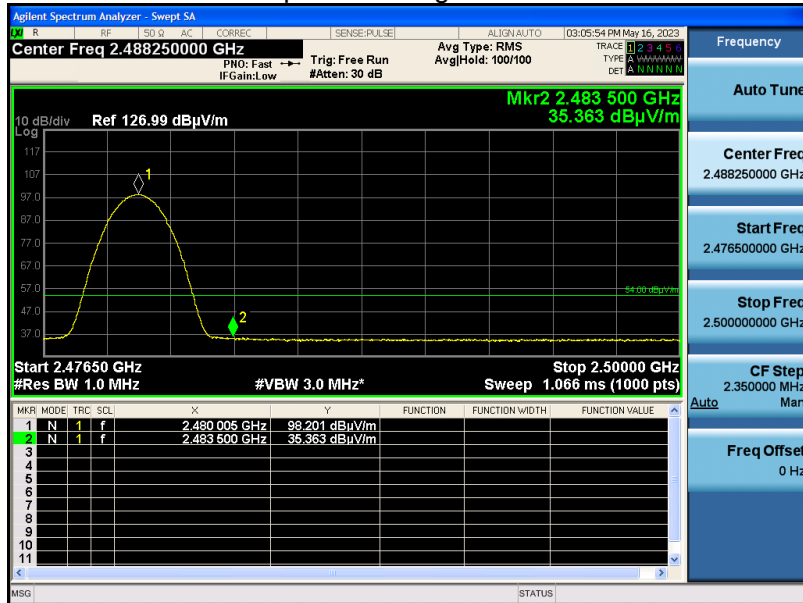 Agilent Spectrum Analyzer - Swept SA
LXI R RF 50 Ω AC CORREC SENSE:PULSE ALIGN AUTO 03:05:54 PM May 16, 2023
Center Freq 2.488250000 GHz
PNO: Fast
IFGain:Low
Trig: Free Run
#Atten: 30 dB
Avg Type: RMS
Avg|Hold: 100/100
TRACE 1 2 3 4 5 6
TYPE A
DET A N N N N N
Mkr2 2.483 500 GHz
35.363 dBµV/m
10 dB/div Ref 126.99 dBµV/m
Log
117
107
97.0
87.0
77.0
67.0
57.0
47.0
37.0
1
2
54.00 dBµV/m
Start 2.47650 GHz Stop 2.50000 GHz
#Res BW 1.0 MHz #VBW 3.0 MHz* Sweep 1.066 ms (1000 pts)
MKR MODE TRC SCL X Y FUNCTION FUNCTION WIDTH FUNCTION VALUE
1 N 1 f 2.480 005 GHz 98.201 dBµV/m
2 N 1 f 2.483 500 GHz 35.363 dBµV/m
3
4
5
6
7
8
9
10
11
MSG STATUS
Frequency
Auto Tune
Center Freq
2.488250000 GHz
Start Freq
2.476500000 GHz
Stop Freq
2.500000000 GHz
CF Step
2.350000 MHz
Auto Man
Freq Offset
0 Hz